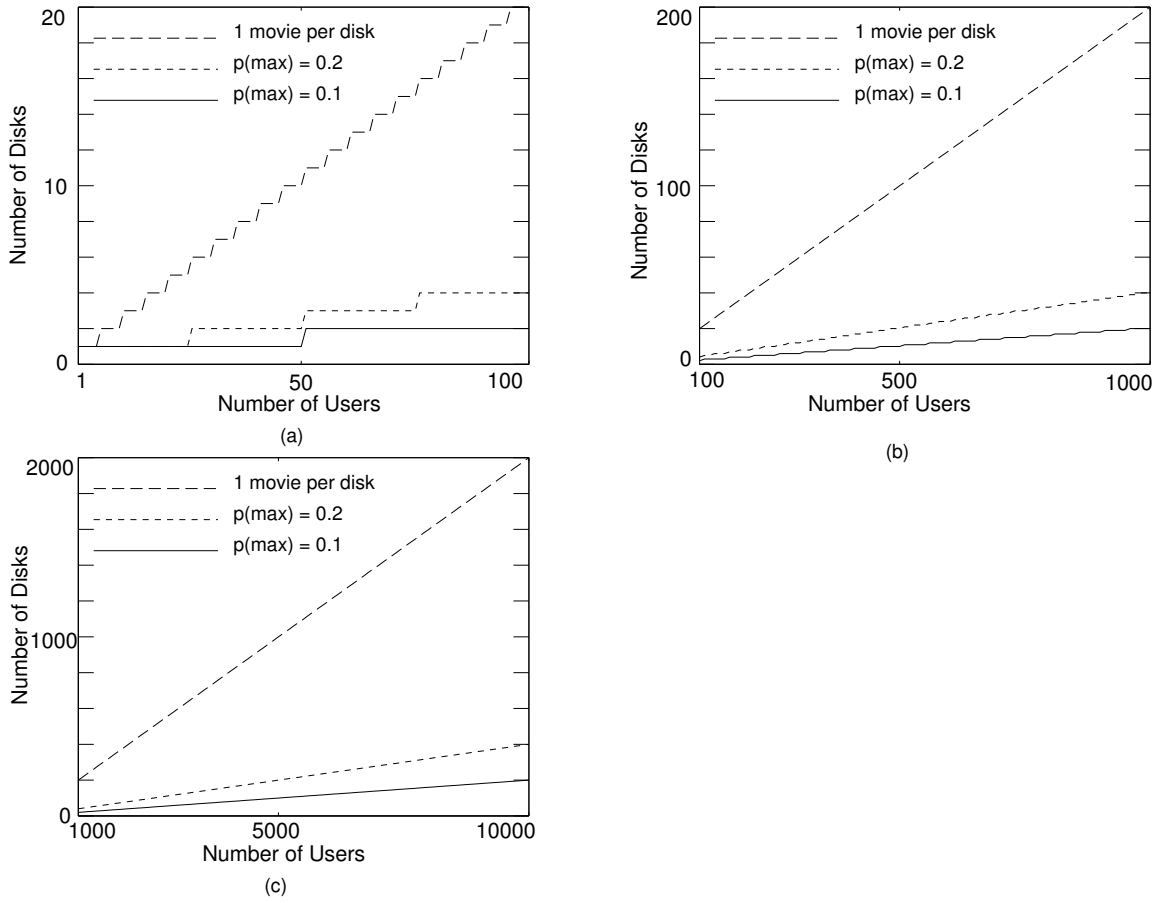 20
1 movie per disk
p(max) = 0.2
p(max) = 0.1
Number of Disks
10
0
1
50
100
Number of Users
(a)
200
1 movie per disk
p(max) = 0.2
p(max) = 0.1
Number of Disks
100
0
100
500
1000
Number of Users
(b)
2000
1 movie per disk
p(max) = 0.2
p(max) = 0.1
Number of Disks
1000
0
1000
5000
10000
Number of Users
(c)